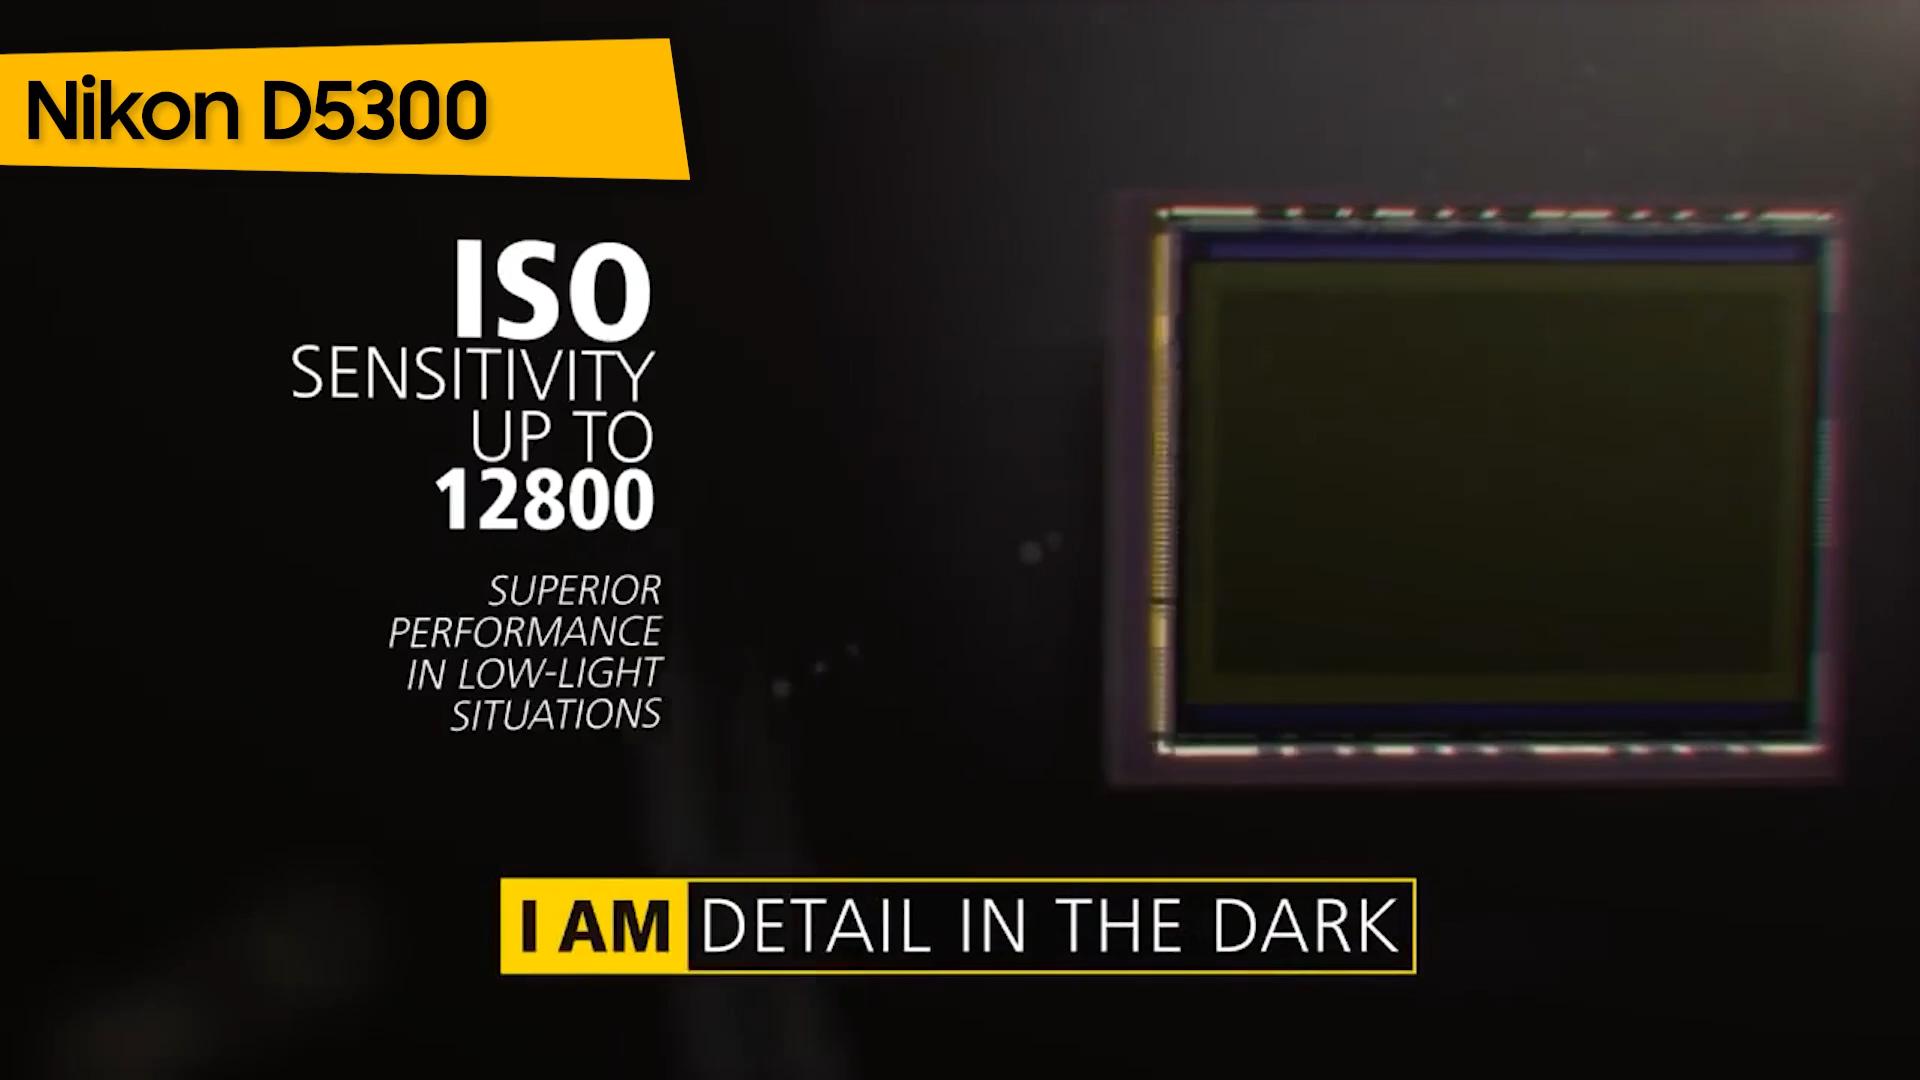 Nikon D5300
ISO
SENSITIVITY
UP TO
12800
SUPERIOR
PERFORMANCE
IN LOW-LIGHT
SITUATIONS
I AM DETAIL IN THE DARK